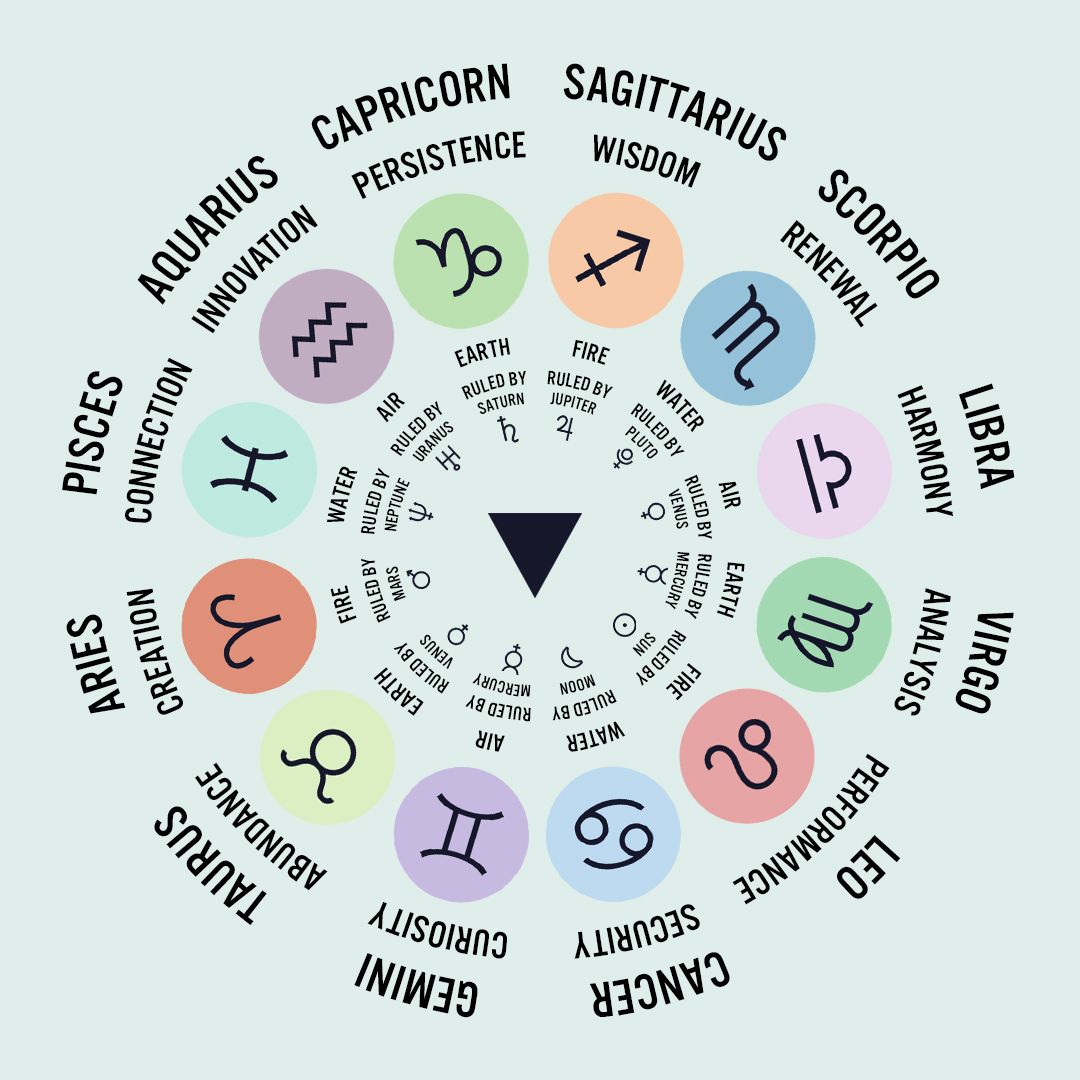 CAPRICORN
PERSISTENCE
EARTH
RULED BY
SATURN
SAGITTARIUS
WISDOM
FIRE
RULED BY
JUPITER
SCORPIO
RENEWAL
WATER
RULED BY
PLUTO
LIBRA
HARMONY
AIR
RULED BY
VENUS
VIRGO
ANALYSIS
EARTH
RULED BY
MERCURY
LEO
PERFORMANCE
FIRE
RULED BY
SUN
CANCER
SECURITY
WATER
RULED BY
MOON
GEMINI
CURIOSITY
AIR
RULED BY
MERCURY
TAURUS
ABUNDANCE
EARTH
RULED BY
VENUS
ARIES
CREATION
FIRE
RULED BY
MARS
PISCES
CONNECTION
WATER
RULED BY
NEPTUNE
AQUARIUS
INNOVATION
AIR
RULED BY
URANUS